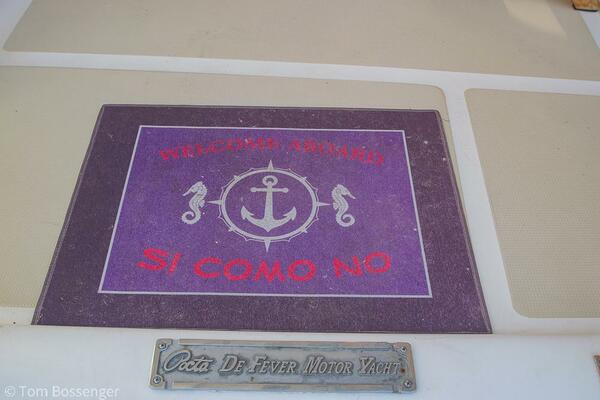 WELCOME ABOARD
SI COMO NO
Octa De Fever Motor Yacht
© Tom Bossenger